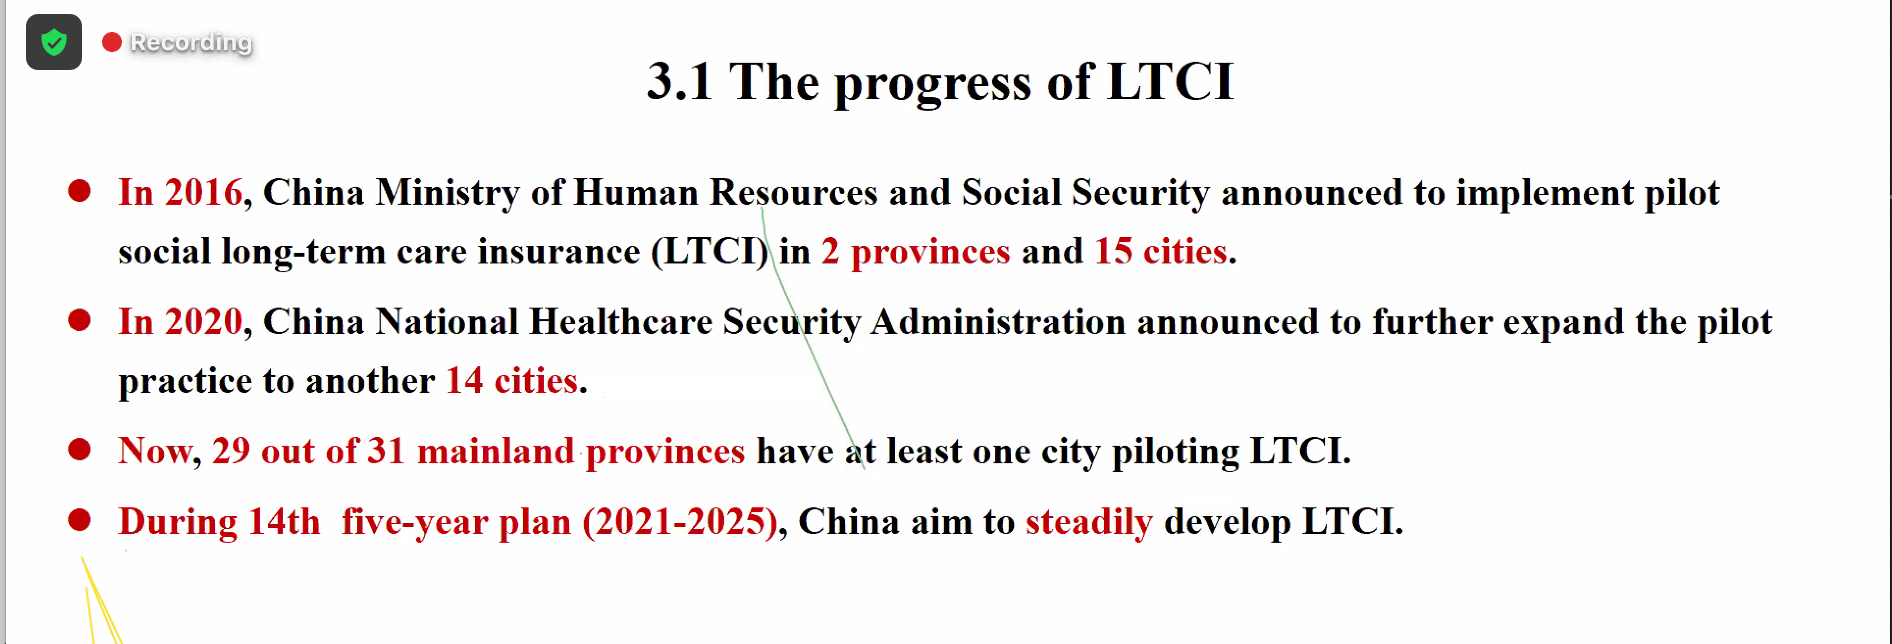 Recording
3.1 The progress of LTCI
In 2016, China Ministry of Human Resources and Social Security announced to implement pilot
social long-term care insurance (LTCI) in 2 provinces and 15 cities.
In 2020, China National Healthcare Security Administration announced to further expand the pilot
practice to another 14 cities.
Now, 29 out of 31 mainland provinces have at least one city piloting LTCI.
During 14th five-year plan (2021-2025), China aim to steadily develop LTCI.